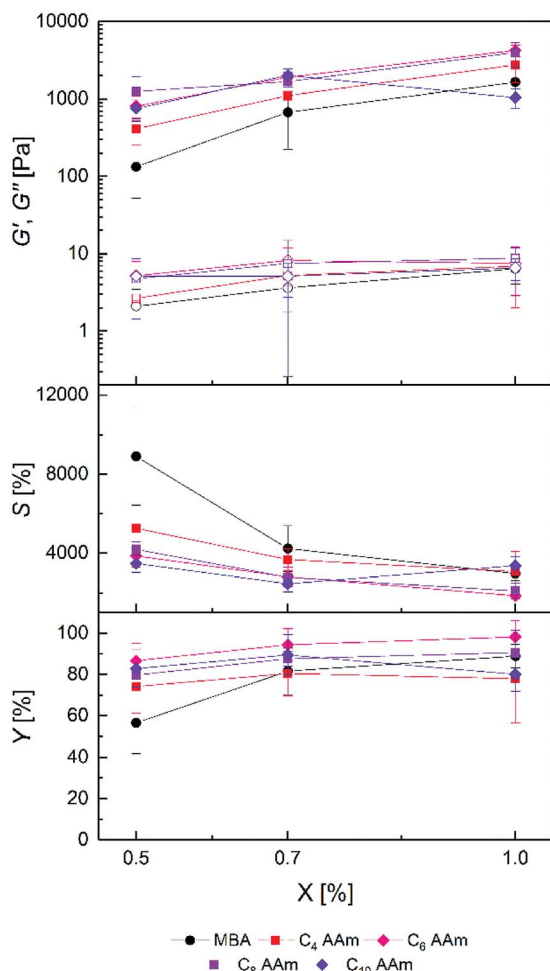 10000
1000
100
10
1
G', G'' [Pa]
12000
8000
4000
S [%]
100
80
60
40
20
0
Y [%]
0.5 0.7 1.0
X [%]
MBA C₄ AAm C₆ AAm
C₈ AAm C₁₀ AAm